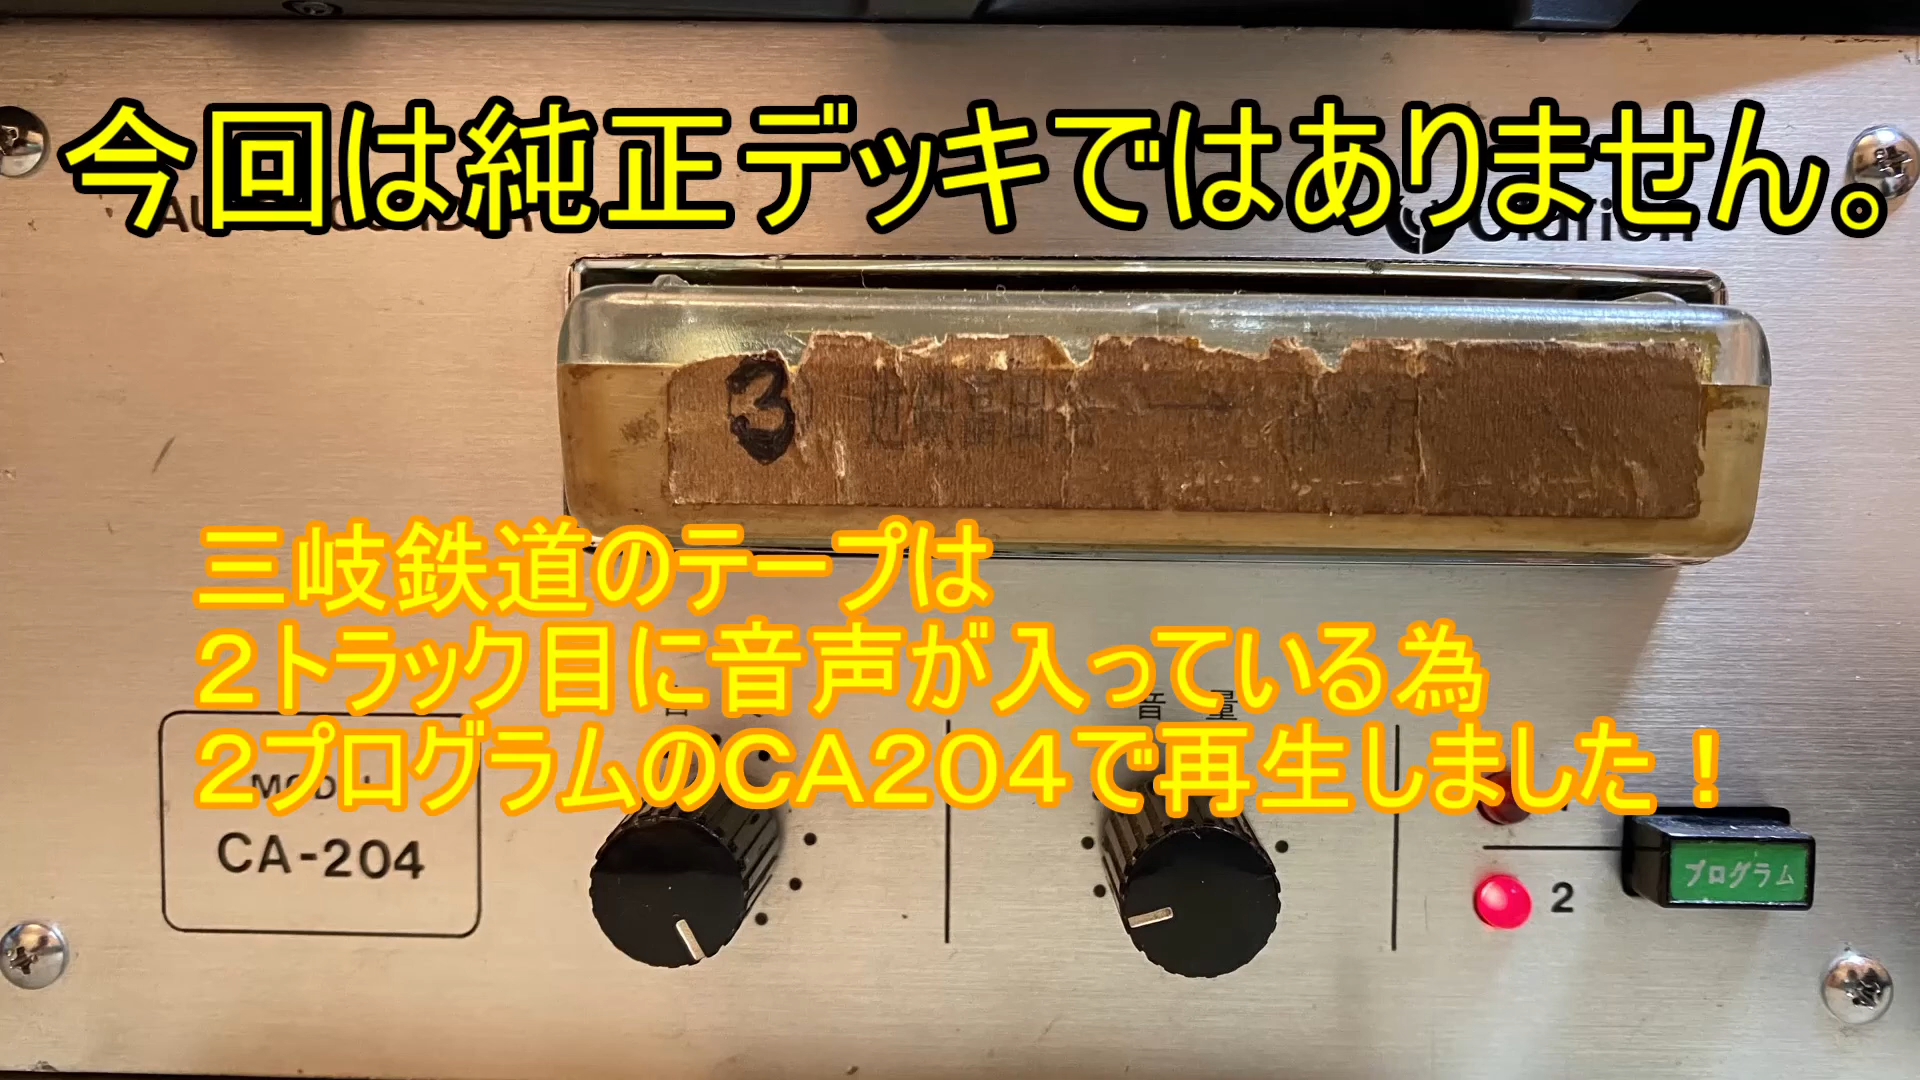 今回は純正デッキではありません。
Clarion
3
三岐鉄道のテープは
２トラック目に音声が入っている為
音量
２プログラムのＣＡ２０４で再生しました！
CA-204
2
プログラム